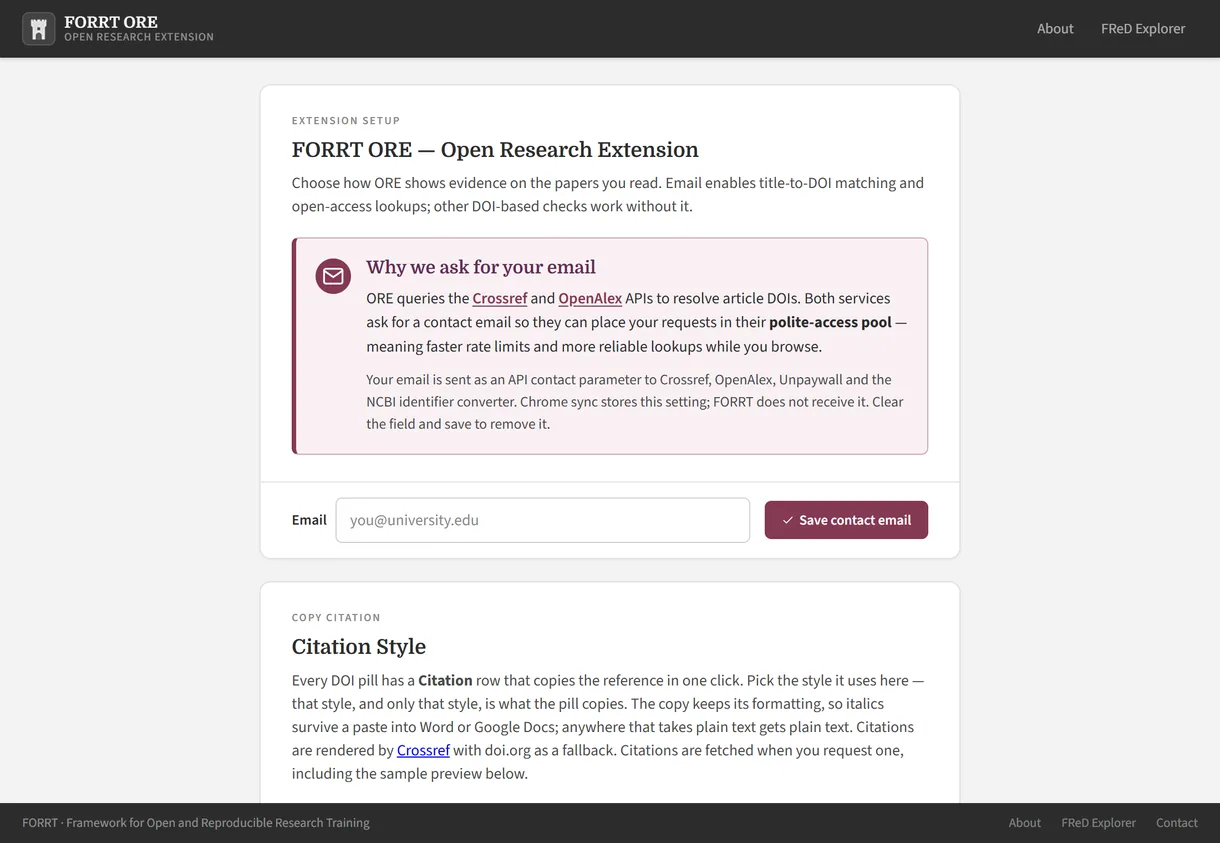 FORRT ORE
OPEN RESEARCH EXTENSION
About
FReD Explorer
EXTENSION SETUP
FORRT ORE — Open Research Extension
Choose how ORE shows evidence on the papers you read. Email enables title-to-DOI matching and
open-access lookups; other DOI-based checks work without it.
Why we ask for your email
ORE queries the Crossref and OpenAlex APIs to resolve article DOIs. Both services
ask for a contact email so they can place your requests in their polite-access pool —
meaning faster rate limits and more reliable lookups while you browse.
Your email is sent as an API contact parameter to Crossref, OpenAlex, Unpaywall and the
NCBI identifier converter. Chrome sync stores this setting; FORRT does not receive it. Clear
the field and save to remove it.
Email
you@university.edu
Save contact email
COPY CITATION
Citation Style
Every DOI pill has a Citation row that copies the reference in one click. Pick the style it uses here —
that style, and only that style, is what the pill copies. The copy keeps its formatting, so italics
survive a paste into Word or Google Docs; anywhere that takes plain text gets plain text. Citations
are rendered by Crossref with doi.org as a fallback. Citations are fetched when you request one,
including the sample preview below.
FORRT · Framework for Open and Reproducible Research Training
About
FReD Explorer
Contact